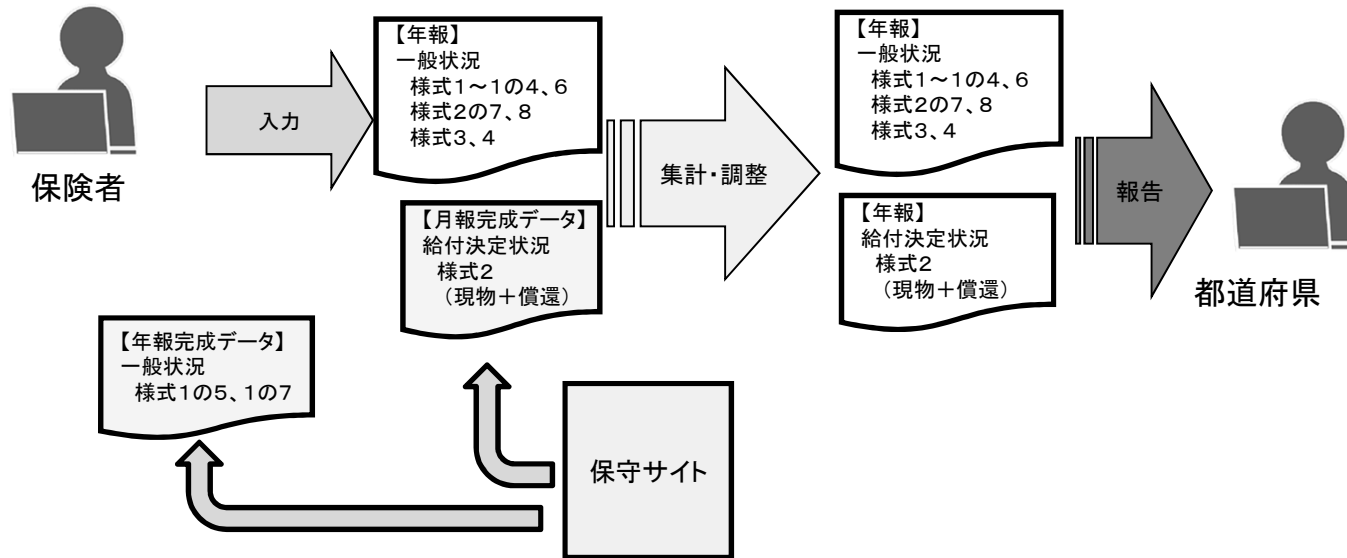 保険者
入力
【年報】
一般状況
様式1～1の4、6
様式2の7、8
様式3、4
【月報完成データ】
給付決定状況
様式2
（現物＋償還）
【年報完成データ】
一般状況
様式1の5、1の7
保守サイト
集計・調整
【年報】
一般状況
様式1～1の4、6
様式2の7、8
様式3、4
【年報】
給付決定状況
様式2
（現物＋償還）
報告
都道府県